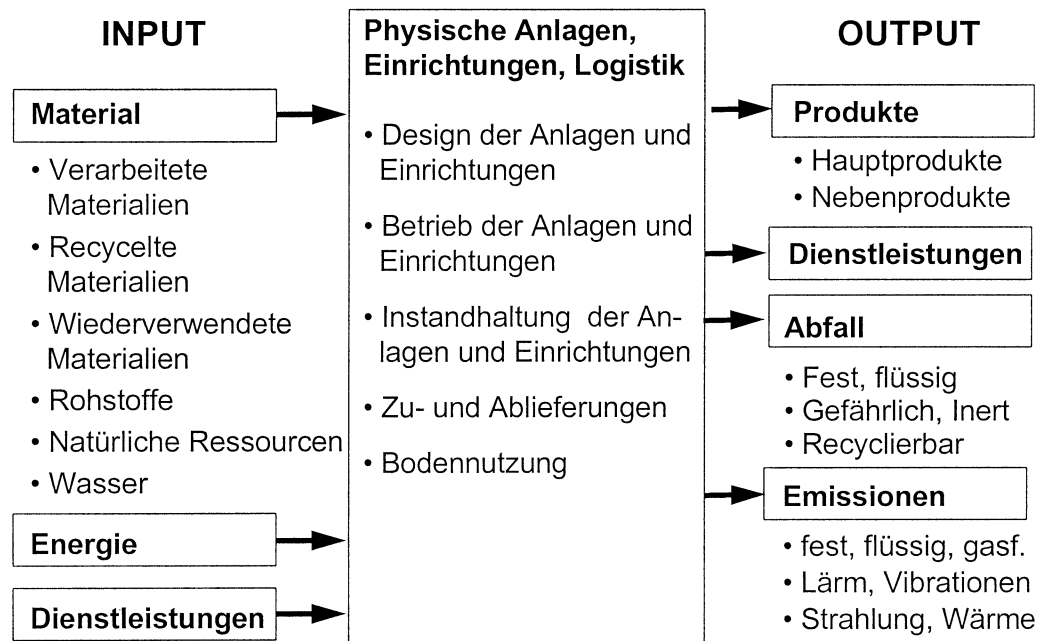 INPUT
Material
• Verarbeitete
Materialien
• Recycelte
Materialien
• Wiederverwendete
Materialien
• Rohstoffe
• Natürliche Ressourcen
• Wasser
Energie
Dienstleistungen
Physische Anlagen,
Einrichtungen, Logistik
• Design der Anlagen und
Einrichtungen
• Betrieb der Anlagen und
Einrichtungen
• Instandhaltung der An-
lagen und Einrichtungen
• Zu- und Ablieferungen
• Bodennutzung
OUTPUT
Produkte
• Hauptprodukte
• Nebenprodukte
Dienstleistungen
Abfall
• Fest, flüssig
• Gefährlich, Inert
• Recyclierbar
Emissionen
• fest, flüssig, gasf.
• Lärm, Vibrationen
• Strahlung, Wärme